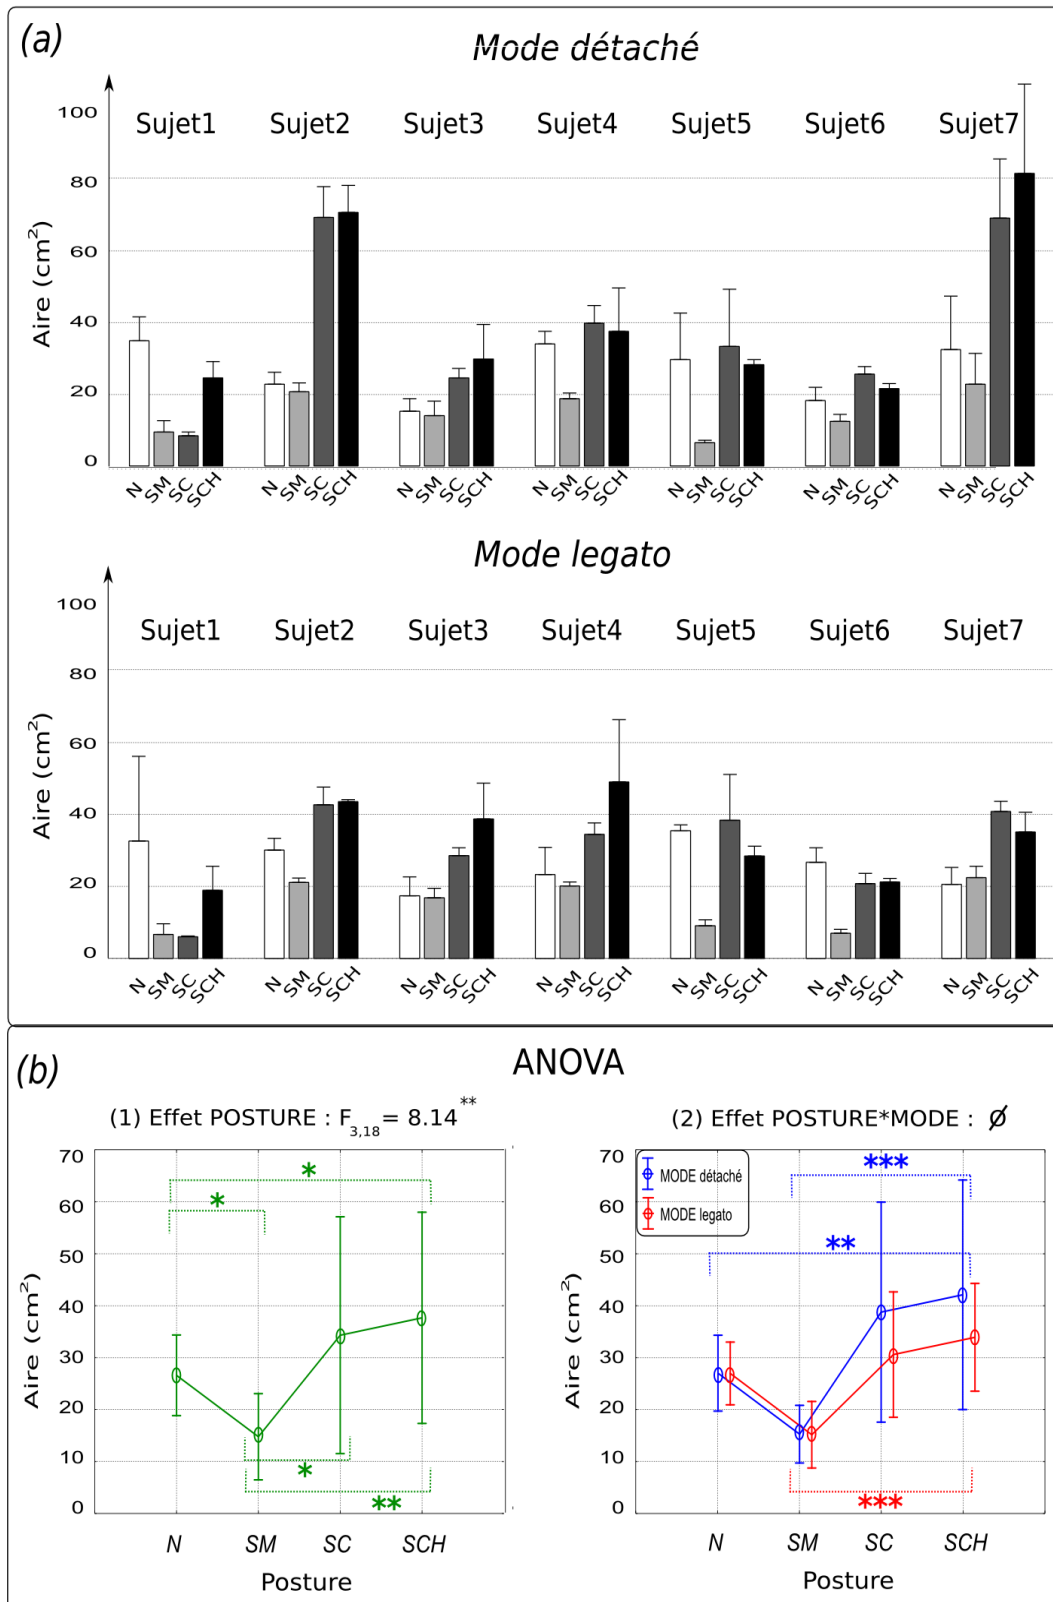 (a)
Mode détaché
100
Sujet1 Sujet2 Sujet3 Sujet4 Sujet5 Sujet6 Sujet7
80
60
40
20
0
Aire (cm²)
N SM SC SCH N SM SC SCH N SM SC SCH N SM SC SCH N SM SC SCH N SM SC SCH N SM SC SCH
Mode legato
100
Sujet1 Sujet2 Sujet3 Sujet4 Sujet5 Sujet6 Sujet7
80
60
40
20
0
Aire (cm²)
N SM SC SCH N SM SC SCH N SM SC SCH N SM SC SCH N SM SC SCH N SM SC SCH N SM SC SCH
(b)
ANOVA
(1) Effet POSTURE : F3,18= 8.14**
70
60
50
40
30
20
10
0
Aire (cm²)
*
*
*
**
N SM SC SCH
Posture
(2) Effet POSTURE*MODE : Ø
70
60
50
40
30
20
10
0
Aire (cm²)
MODE détaché
MODE legato
***
**
***
N SM SC SCH
Posture